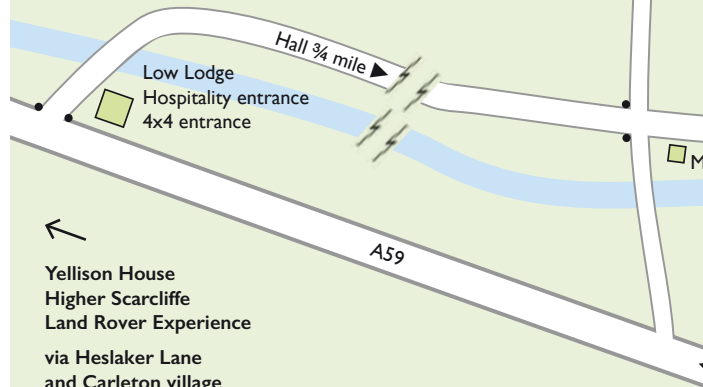 Hall ¾ mile
Low Lodge
Hospitality entrance
4x4 entrance
A59
Yellison House
Higher Scarcliffe
Land Rover Experience
via Heslaker Lane
and Carleton village